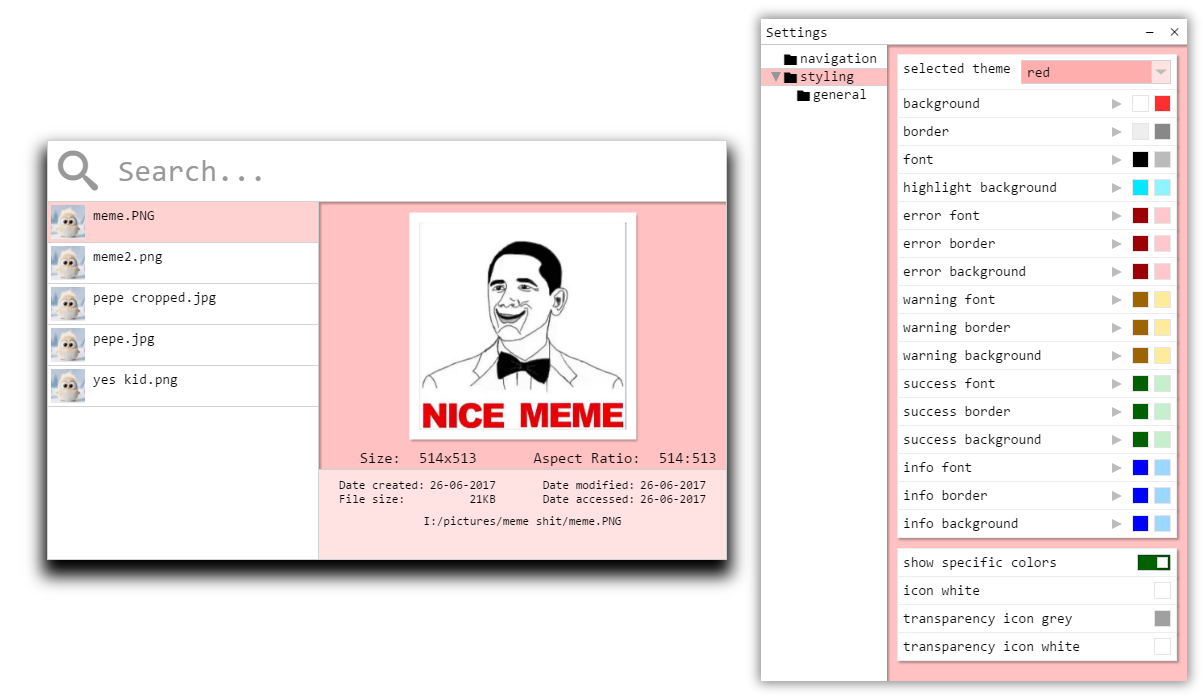 Search...
meme.PNG
meme2.png
pepe cropped.jpg
pepe.jpg
yes kid.png
NICE MEME
Size: 514x513 Aspect Ratio: 514:513
Date created: 26-06-2017 Date modified: 26-06-2017
File size: 21KB Date accessed: 26-06-2017
I:/pictures/meme shit/meme.PNG
Settings
navigation
styling
general
selected theme red
background
border
font
highlight background
error font
error border
error background
warning font
warning border
warning background
success font
success border
success background
info font
info border
info background
show specific colors
icon white
transparency icon grey
transparency icon white